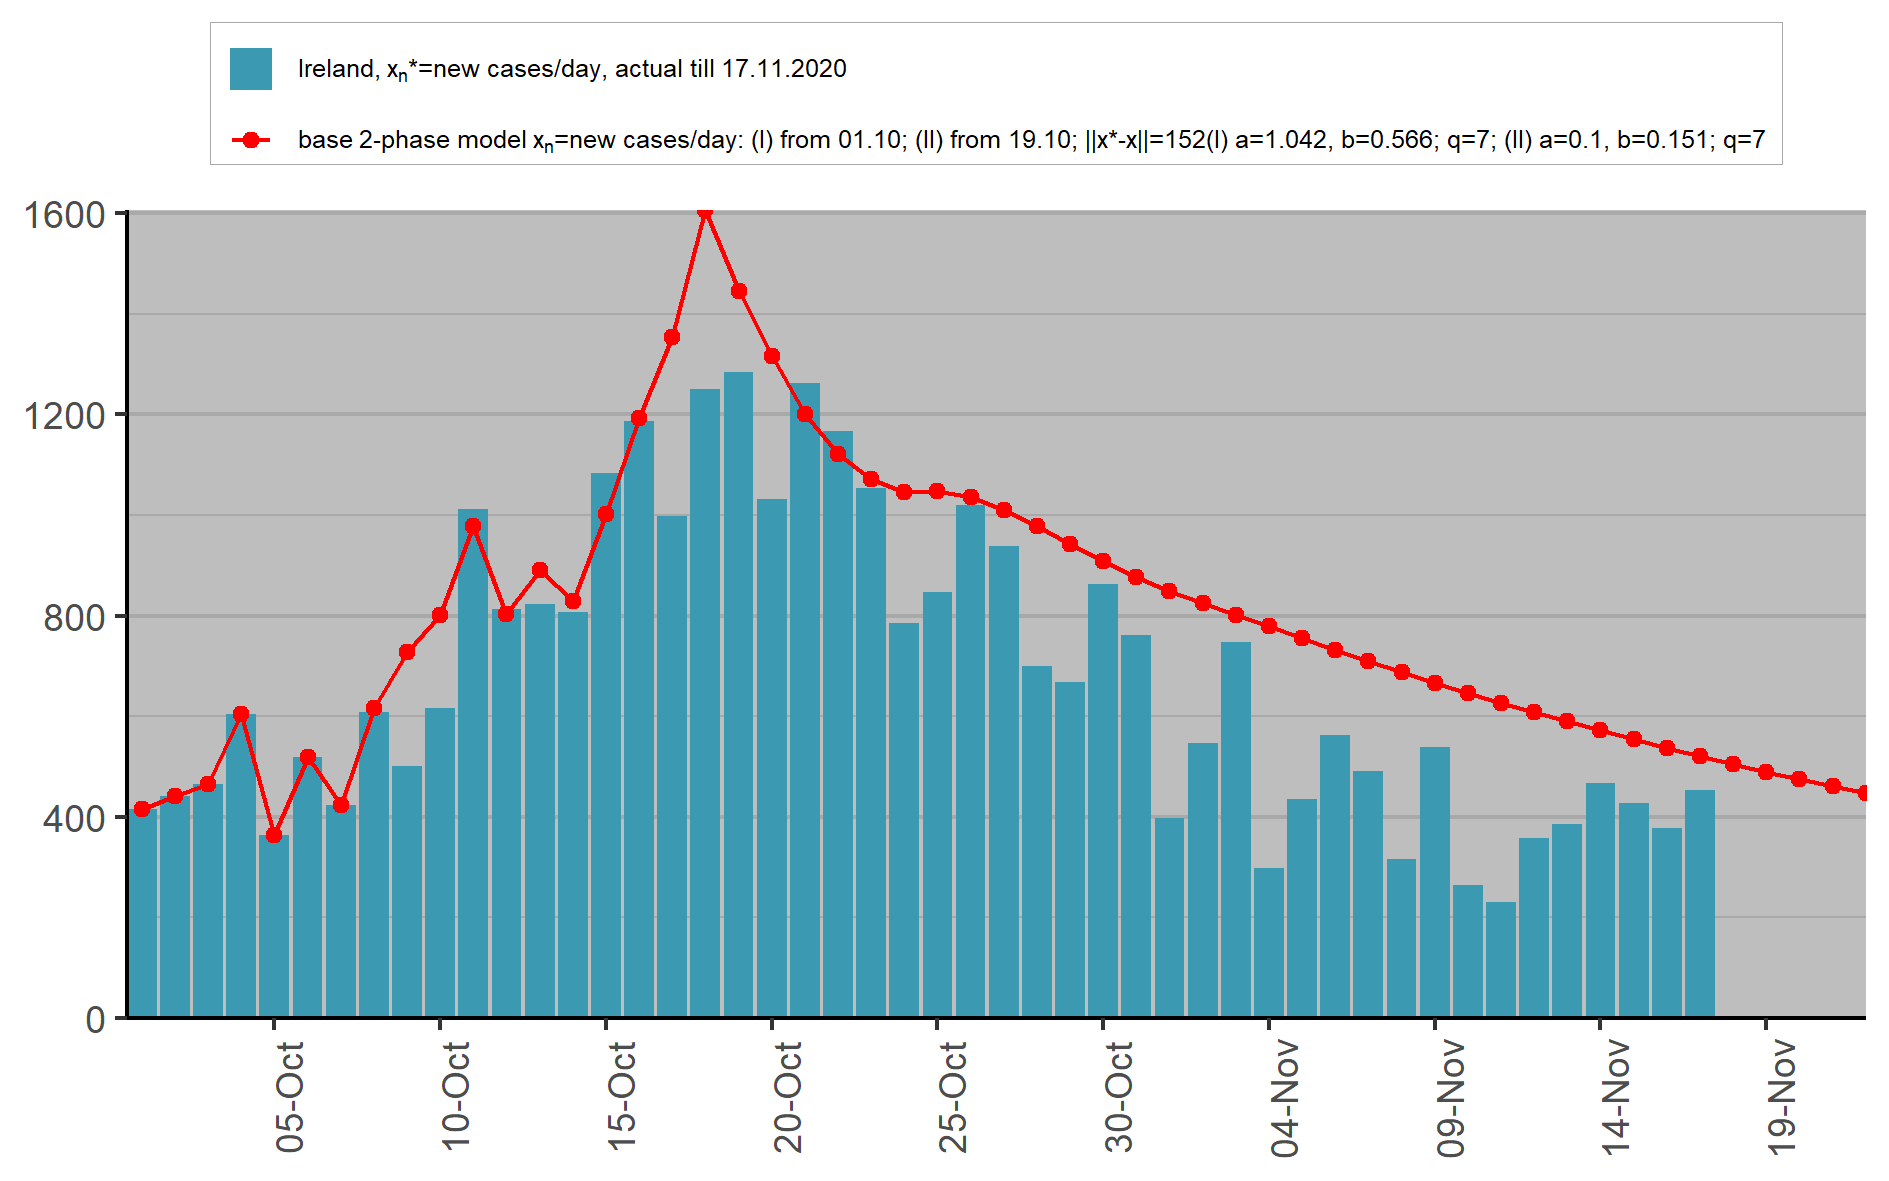 Ireland, xn*=new cases/day, actual till 17.11.2020
base 2-phase model xn=new cases/day: (I) from 01.10; (II) from 19.10; ||x*-x||=152(I) a=1.042, b=0.566; q=7; (II) a=0.1, b=0.151; q=7
1600
1200
800
400
0
05-Oct
10-Oct
15-Oct
20-Oct
25-Oct
30-Oct
04-Nov
09-Nov
14-Nov
19-Nov